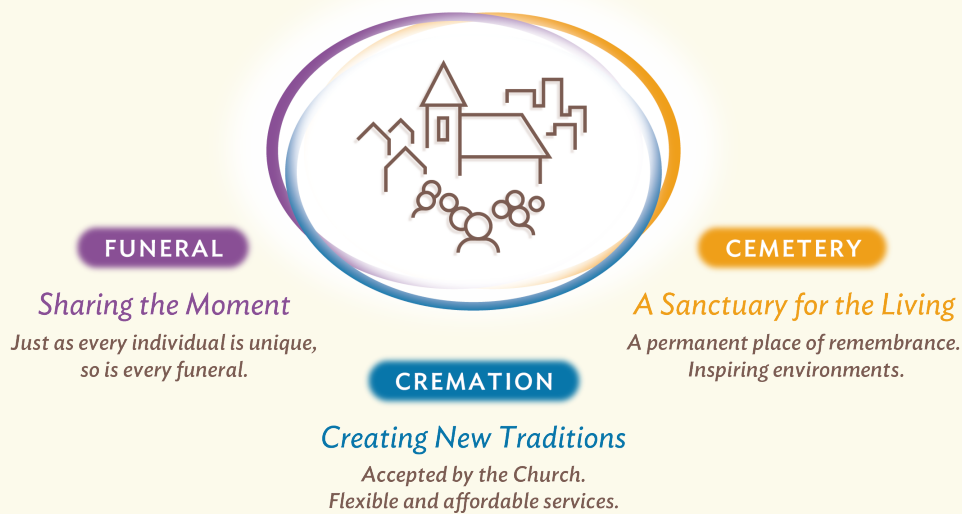 FUNERAL
Sharing the Moment
Just as every individual is unique,
so is every funeral.
CREMATION
Creating New Traditions
Accepted by the Church.
Flexible and affordable services.
CEMETERY
A Sanctuary for the Living
A permanent place of remembrance.
Inspiring environments.